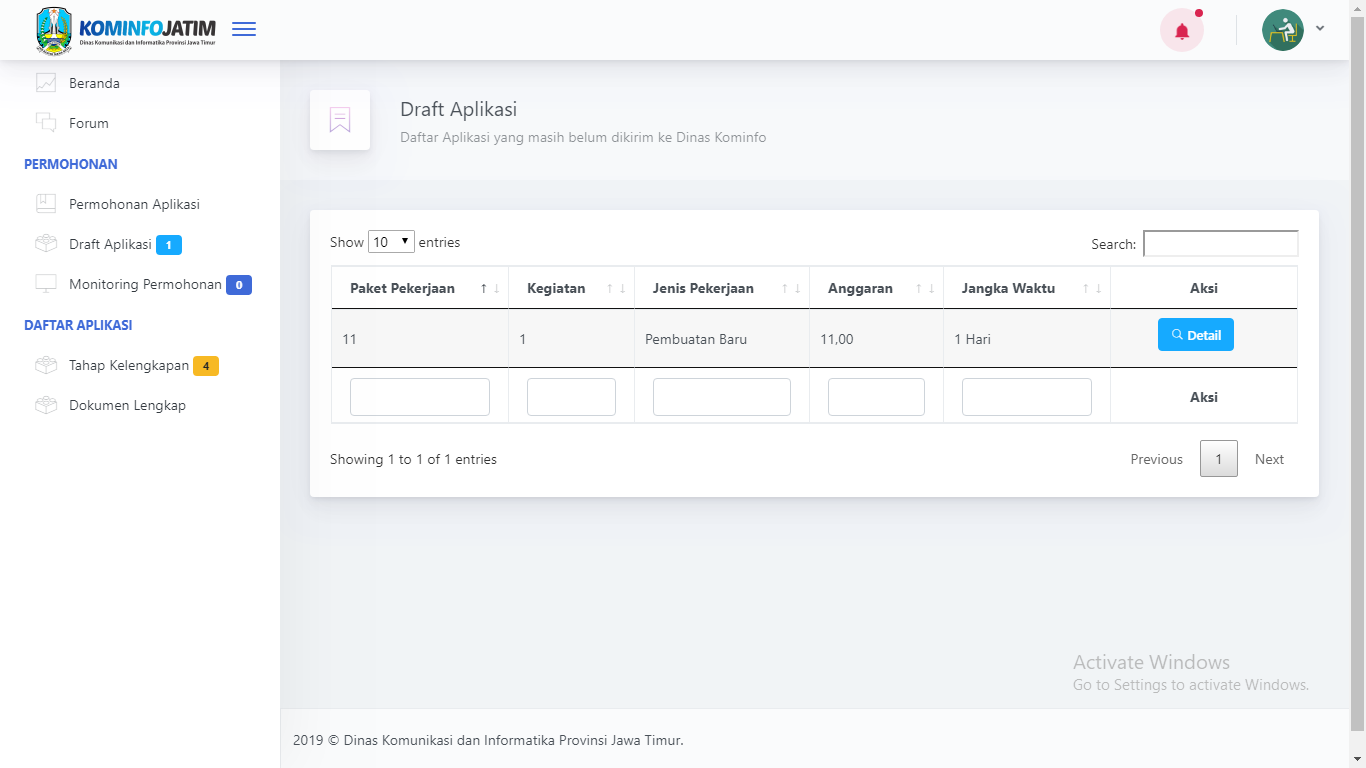 KOMINFOJATIM
Dinas Komunikasi dan Informatika Provinsi Jawa Timur
Beranda
Forum
PERMOHONAN
Permohonan Aplikasi
Draft Aplikasi 1
Monitoring Permohonan 0
DAFTAR APLIKASI
Tahap Kelengkapan 4
Dokumen Lengkap
Draft Aplikasi
Daftar Aplikasi yang masih belum dikirim ke Dinas Kominfo
Show 10 entries Search:
Paket Pekerjaan Kegiatan Jenis Pekerjaan Anggaran Jangka Waktu Aksi
11 1 Pembuatan Baru 11,00 1 Hari Detail
Aksi
Showing 1 to 1 of 1 entries Previous 1 Next
Activate Windows
Go to Settings to activate Windows.
2019 © Dinas Komunikasi dan Informatika Provinsi Jawa Timur.